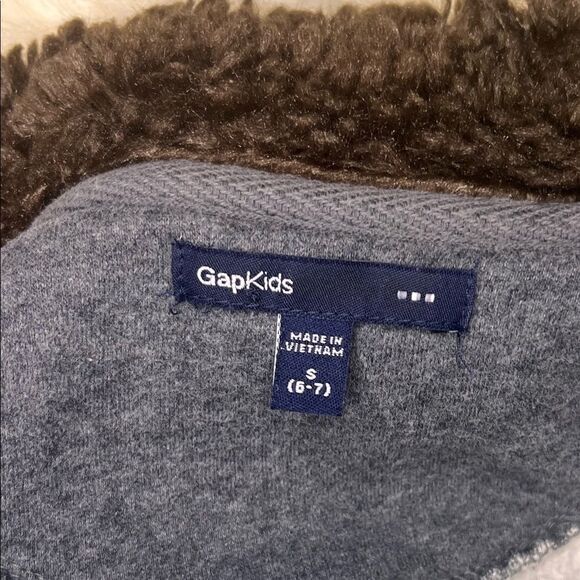 GapKids
MADE IN
VIETNAM
S
(6-7)